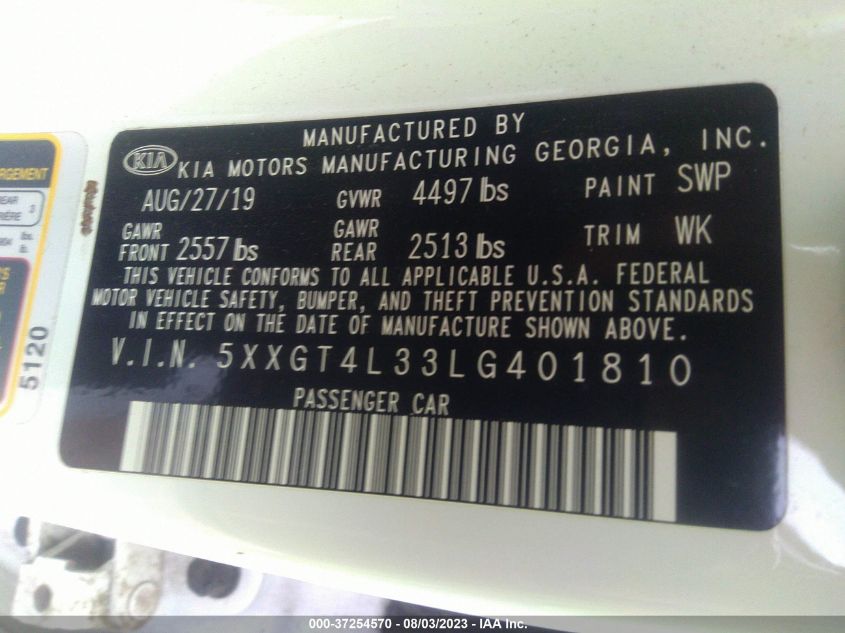 MANUFACTURED BY
KIA KIA MOTORS MANUFACTURING GEORGIA, INC.
AUG/27/19 GVWR 4497 lbs PAINT SWP
GAWR FRONT 2557 lbs GAWR REAR 2513 lbs TRIM WK
THIS VEHICLE CONFORMS TO ALL APPLICABLE U.S.A. FEDERAL
MOTOR VEHICLE SAFETY, BUMPER, AND THEFT PREVENTION STANDARDS
IN EFFECT ON THE DATE OF MANUFACTURE SHOWN ABOVE.
V.I.N. 5XXGT4L33LG401810
PASSENGER CAR
5120
000-37254570 - 08/03/2023 - IAA Inc.